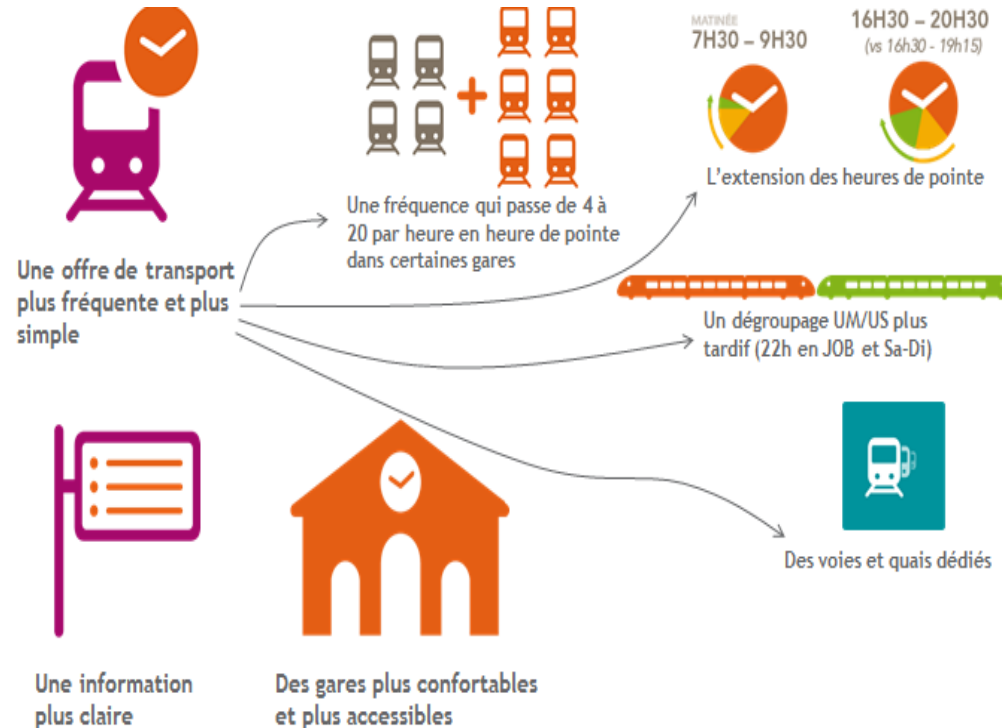 MATINÉE
7H30 – 9H30
16H30 – 20H30
(vs 16h30 - 19h15)
L'extension des heures de pointe
Une fréquence qui passe de 4 à
20 par heure en heure de pointe
dans certaines gares
Une offre de transport
plus fréquente et plus
simple
Un dégroupage UM/US plus
tardif (22h en JOB et Sa-Di)
Des voies et quais dédiés
Une information
plus claire
Des gares plus confortables
et plus accessibles